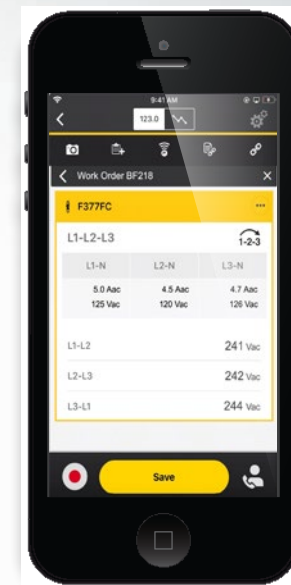 9:41 AM
123.0
Work Order BF218
F377FC
L1-L2-L3
1-2-3
L1-N L2-N L3-N
5.0 Aac 4.5 Aac 4.7 Aac
125 Vac 120 Vac 126 Vac
L1-L2 241 Vac
L2-L3 242 Vac
L3-L1 244 Vac
Save